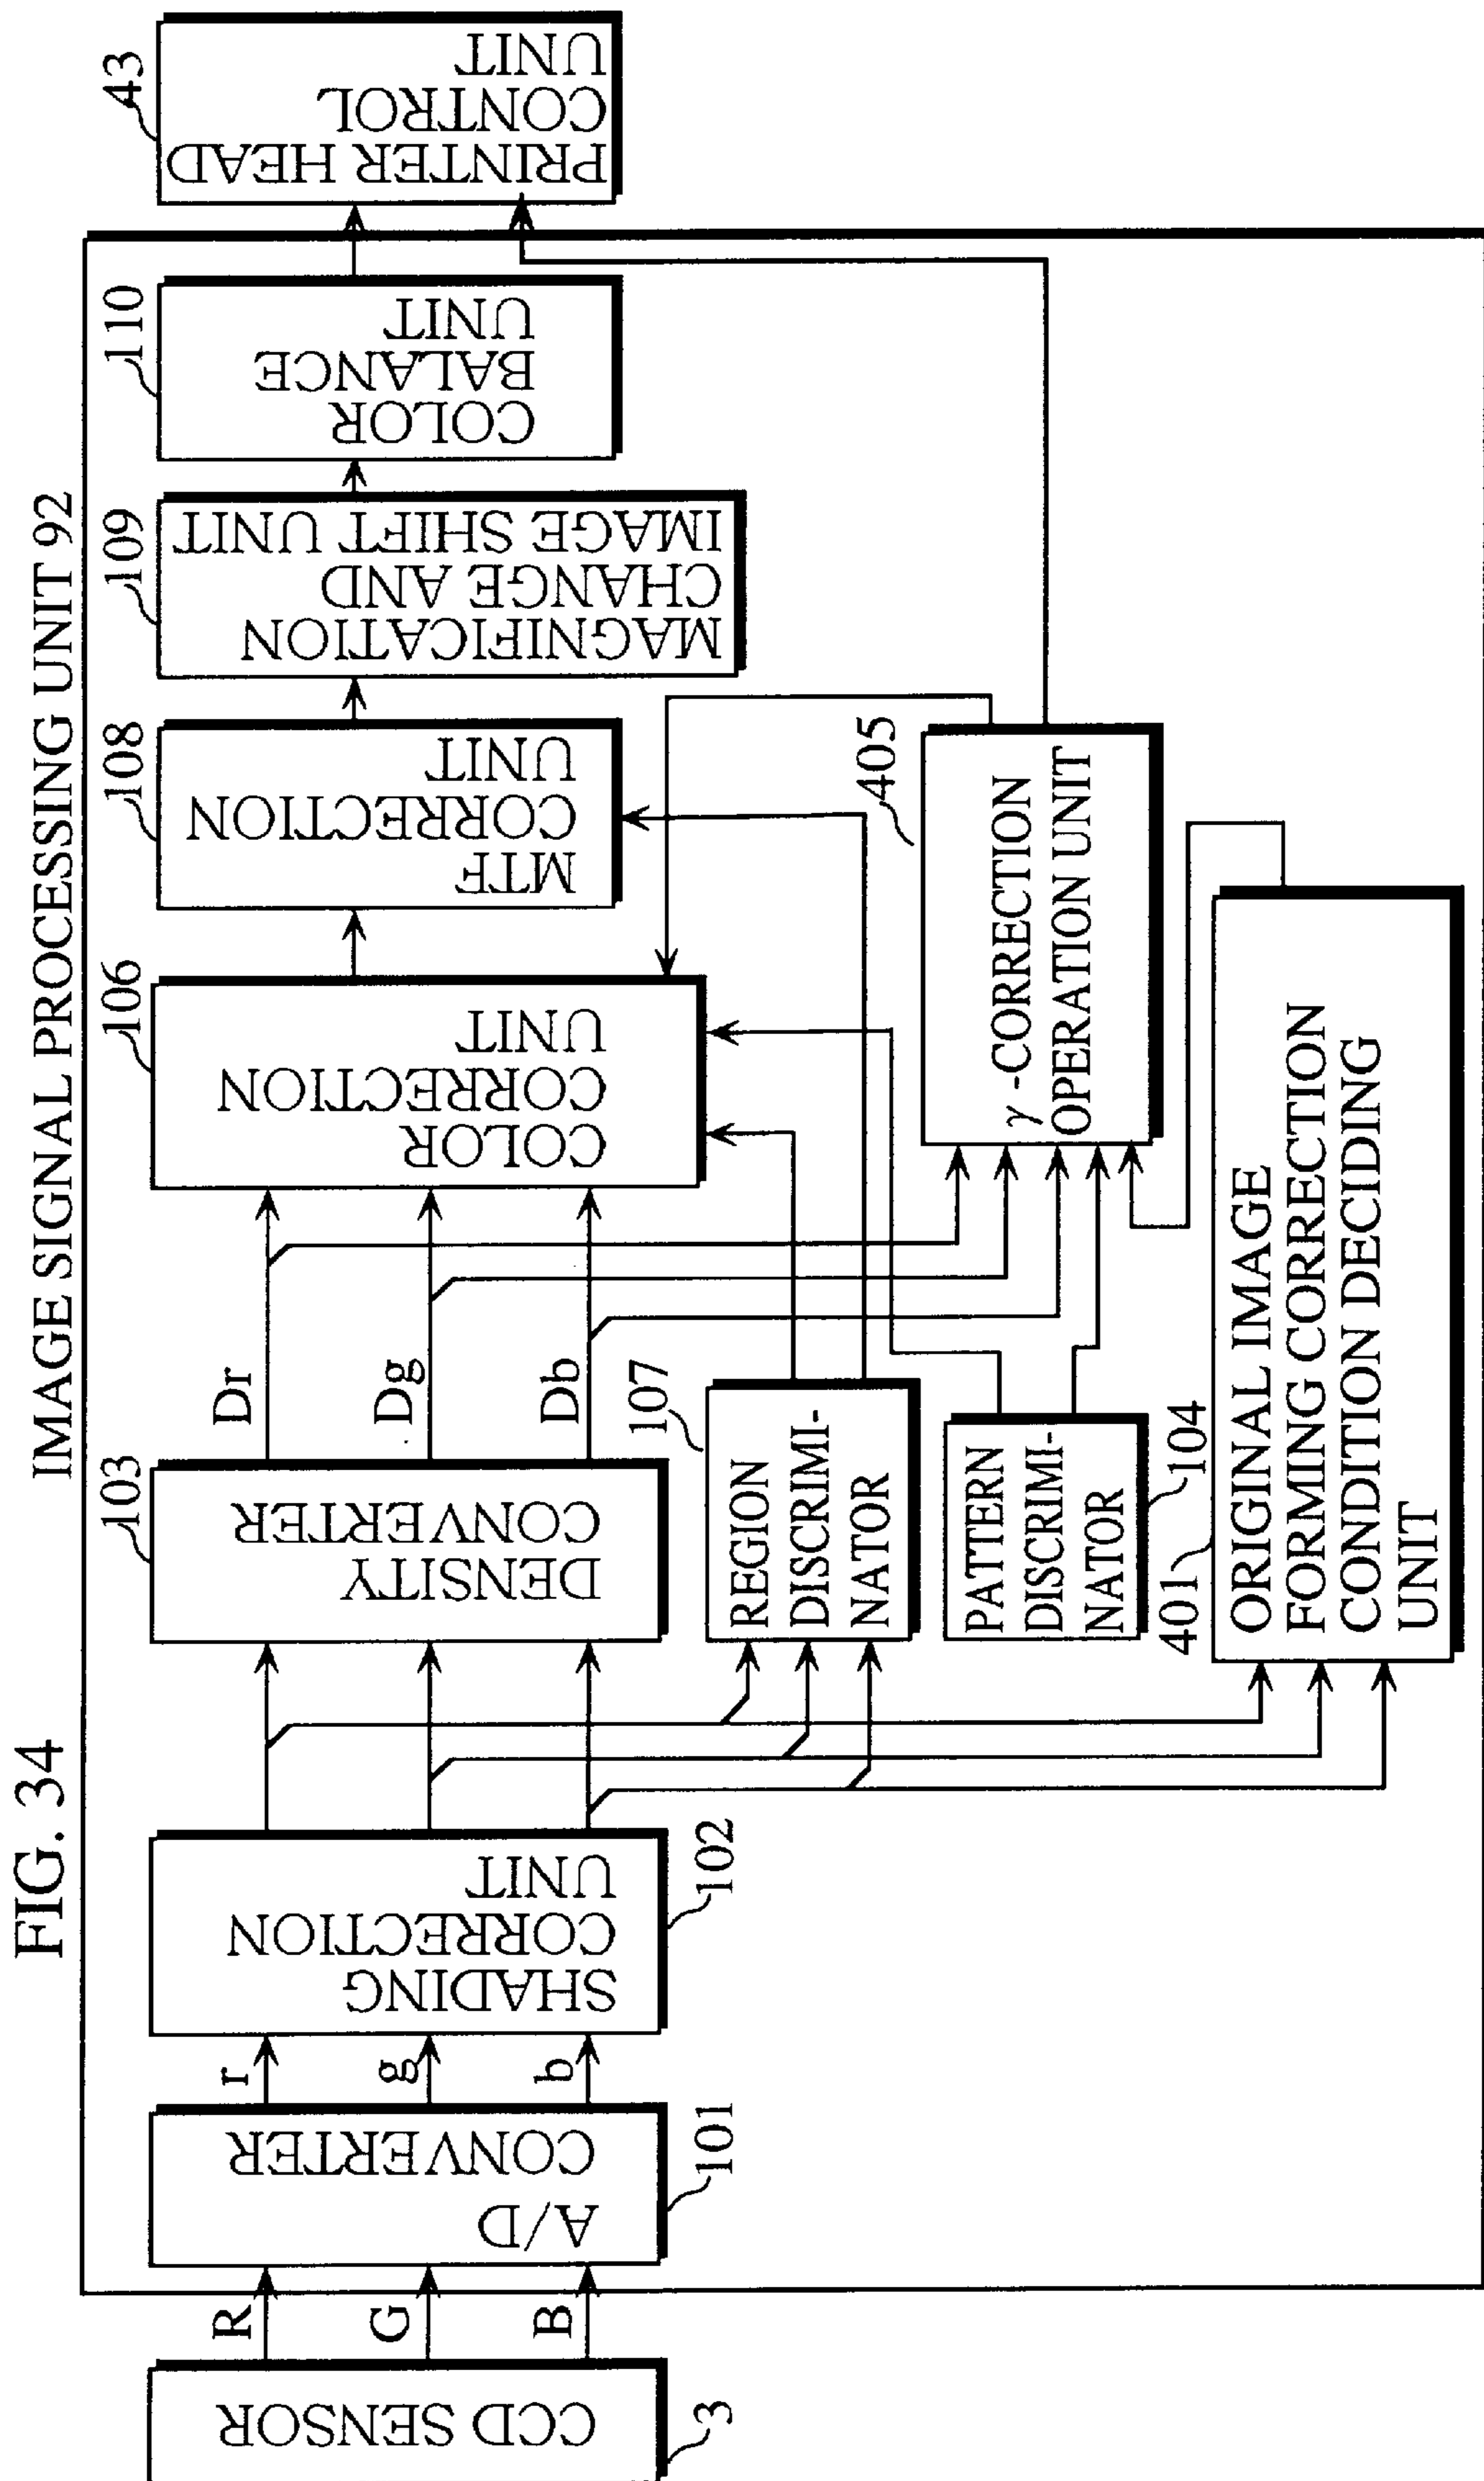 FIG. 34
IMAGE SIGNAL PROCESSING UNIT 92
CCD SENSOR
3
R
G
B
A/D
CONVERTER
101
r
g
b
SHADING
CORRECTION
UNIT
102
DENSITY
CONVERTER
103
Dr
Dg
Db
REGION
DISCRIMI-
NATOR
107
PATTERN
DISCRIMI-
NATOR
104
401
ORIGINAL IMAGE
FORMING CORRECTION
CONDITION DECIDING
UNIT
COLOR
CORRECTION
UNIT
106
γ-CORRECTION
OPERATION UNIT
405
MTF
CORRECTION
UNIT
108
MAGNIFICATION
CHANGE AND
IMAGE SHIFT UNIT
109
COLOR
BALANCE
UNIT
110
PRINTER HEAD
CONTROL
UNIT
43